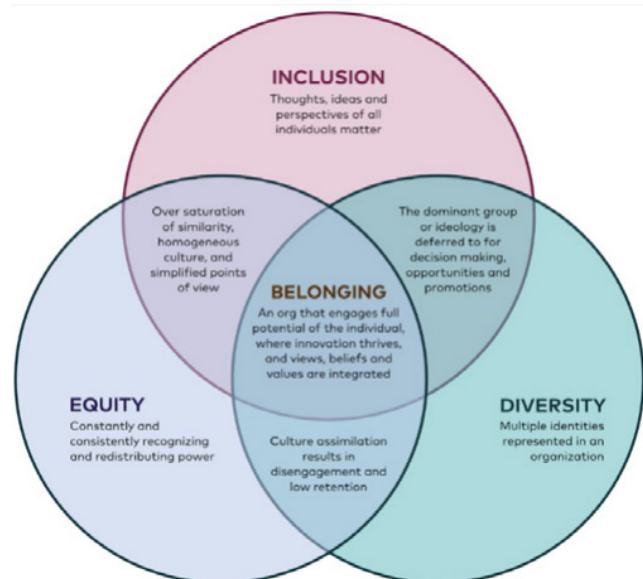 INCLUSION
Thoughts, ideas and
perspectives of all
individuals matter
Over saturation
of similarity,
homogeneous
culture, and
simplified points
of view
The dominant group
or ideology is
deferred to for
decision making,
opportunities and
promotions
BELONGING
An org that engages full
potential of the individual,
where innovation thrives,
and views, beliefs and
values are integrated
EQUITY
Constantly and
consistently recognizing
and redistributing power
DIVERSITY
Multiple identities
represented in an
organization
Culture assimilation
results in
disengagement and
low retention